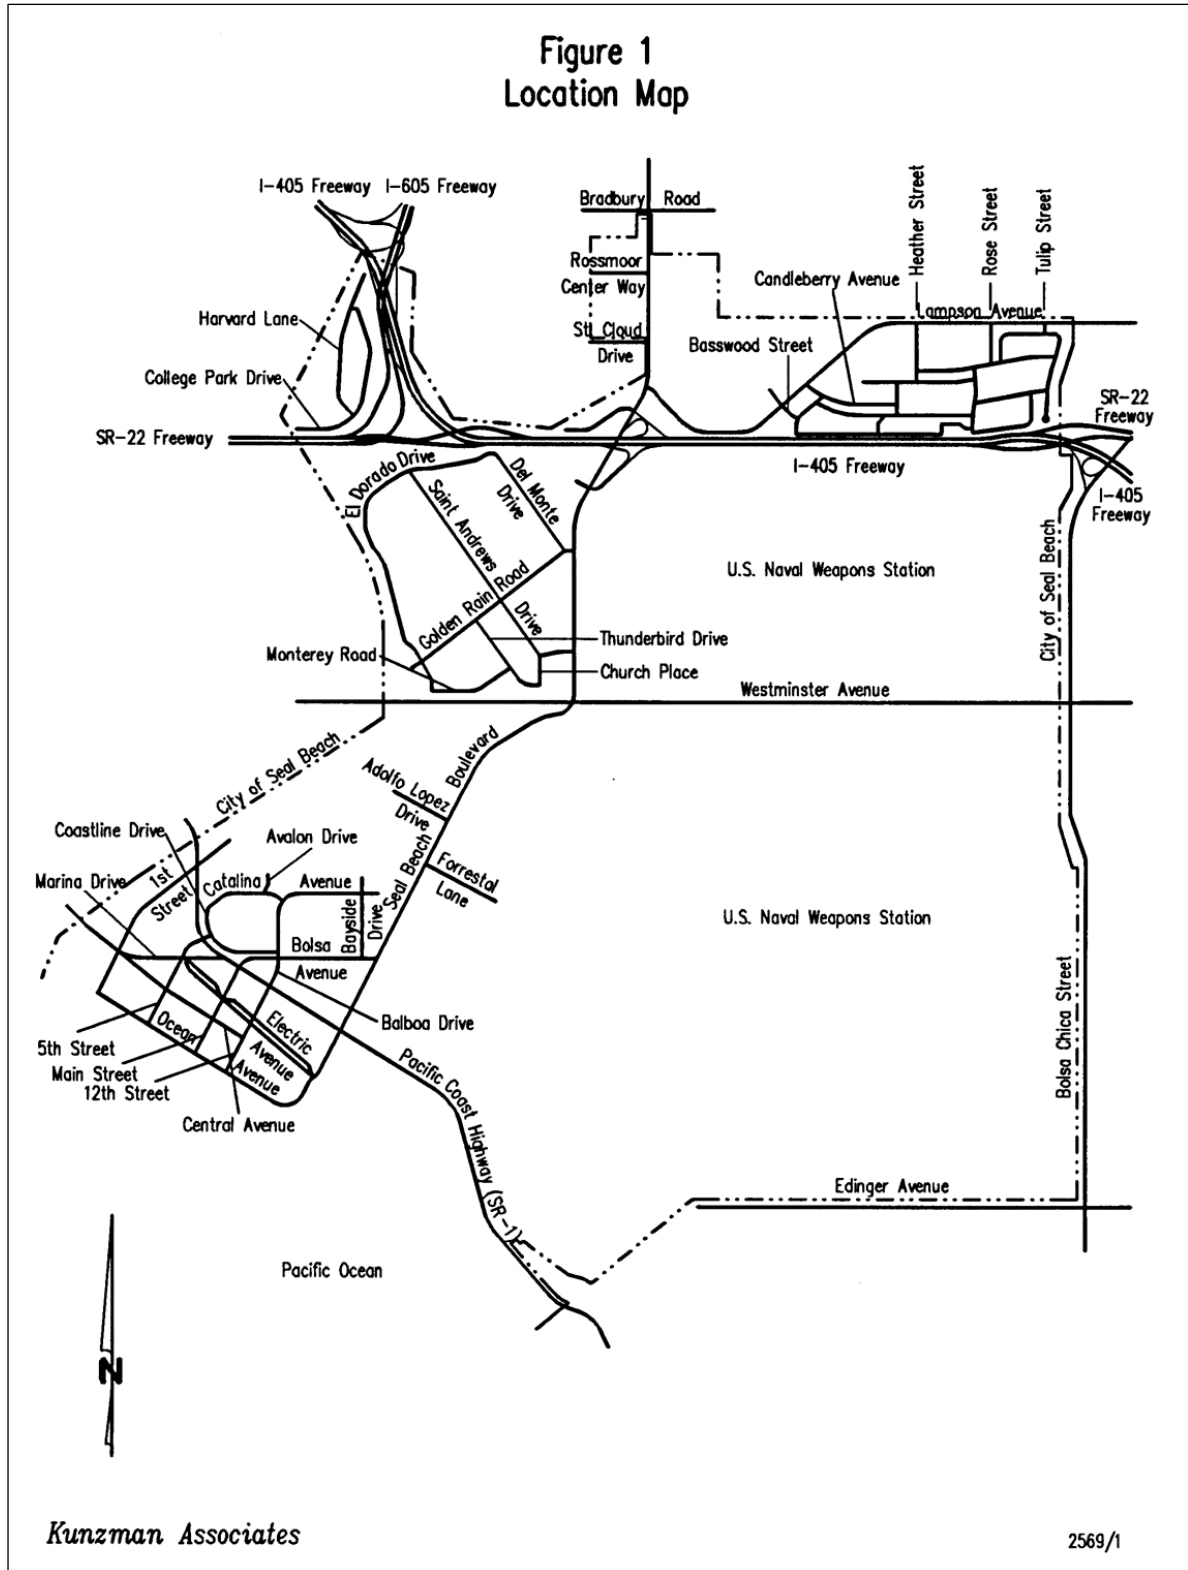 Figure 1
Location Map
I-405 Freeway
I-605 Freeway
Bradbury Road
Heather Street
Rose Street
Tulip Street
Rossmoor
Center Way
Candleberry Avenue
Lampson Avenue
Harvard Lane
St. Cloud
Drive
Basswood Street
College Park Drive
SR-22
Freeway
SR-22 Freeway
I-405 Freeway
I-405
Freeway
El Dorado Drive
Del Monte
Drive
Saint Andrews
Drive
City of Seal Beach
U.S. Naval Weapons Station
Golden Rain Road
Thunderbird Drive
Monterey Road
Church Place
Westminster Avenue
City of Seal Beach
Seal Beach Boulevard
Adolfo Lopez
Drive
Coastline Drive
Avalon Drive
Marina Drive
1st
Street
Catalina Avenue
Forrestal
Lane
Bayside
Drive
U.S. Naval Weapons Station
Bolsa
Avenue
Bolsa Chica Street
Balboa Drive
Electric
Avenue
Ocean
Avenue
5th Street
Main Street
12th Street
Central Avenue
Pacific Coast Highway (SR-1)
Edinger Avenue
Pacific Ocean
N
Kunzman Associates
2569/1